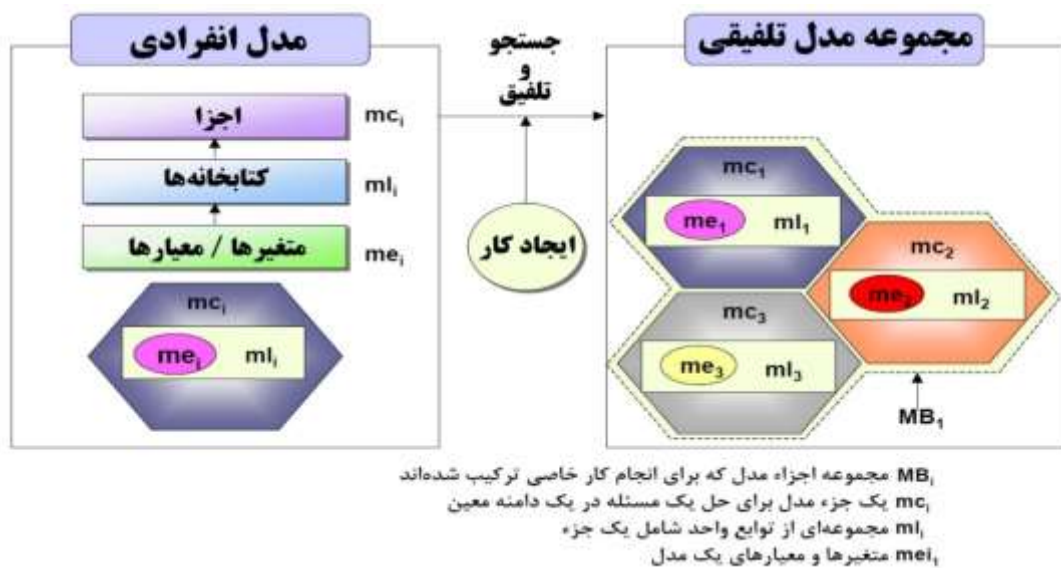 مدل انفرادی
اجزا
mcᵢ
کتابخانه‌ها
mlᵢ
متغیرها / معیارها
meᵢ
mcᵢ
meᵢ mlᵢ
جستجو
و
تلفیق
ایجاد کار
مجموعه مدل تلفیقی
mc₁
me₁ ml₁
mc₂
me₂ ml₂
mc₃
me₃ ml₃
MB₁
MBᵢ مجموعه اجزاء مدل که برای انجام کار خاصی ترکیب شده‌اند
mcᵢ یک جزء مدل برای حل یک مسئله در یک دامنه معین
mlᵢ مجموعه‌ای از توابع واحد شامل یک جزء
mei₁ متغیرها و معیارهای یک مدل